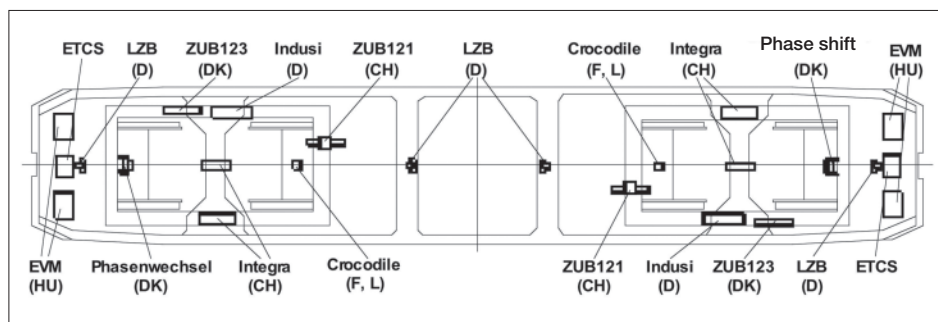 ETCS
LZB
(D)
ZUB123
(DK)
Indusi
(D)
ZUB121
(CH)
LZB
(D)
Crocodile
(F, L)
Integra
(CH)
Phase shift
(DK)
EVM
(HU)
EVM
(HU)
Phasenwechsel
(DK)
Integra
(CH)
Crocodile
(F, L)
ZUB121
(CH)
Indusi
(D)
ZUB123
(DK)
LZB
(D)
ETCS